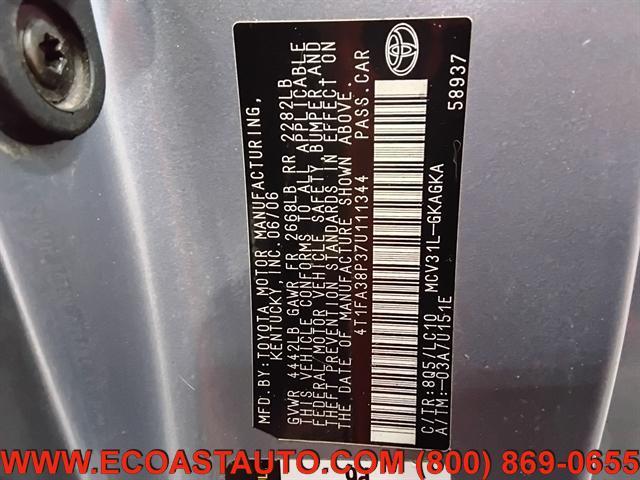 MFD. BY: TOYOTA MOTOR MANUFACTURING,
KENTUCKY, INC. 06/06
GVWR 4442LB GAWR FR 2668LB RR 2282LB
THIS VEHICLE CONFORMS TO ALL APPLICABLE
FEDERAL MOTOR VEHICLE SAFETY, BUMPER AND
THEFT PREVENTION STANDARDS IN EFFECT ON
THE DATE OF MANUFACTURE SHOWN ABOVE.
4T1FA38P37U111344 PASS. CAR
C/TR: 8Q5/LC10 MCV31L-GKAGKA
A/TM:-03A/U151E
58937
WWW.ECOASTAUTO.COM (800) 869-0655